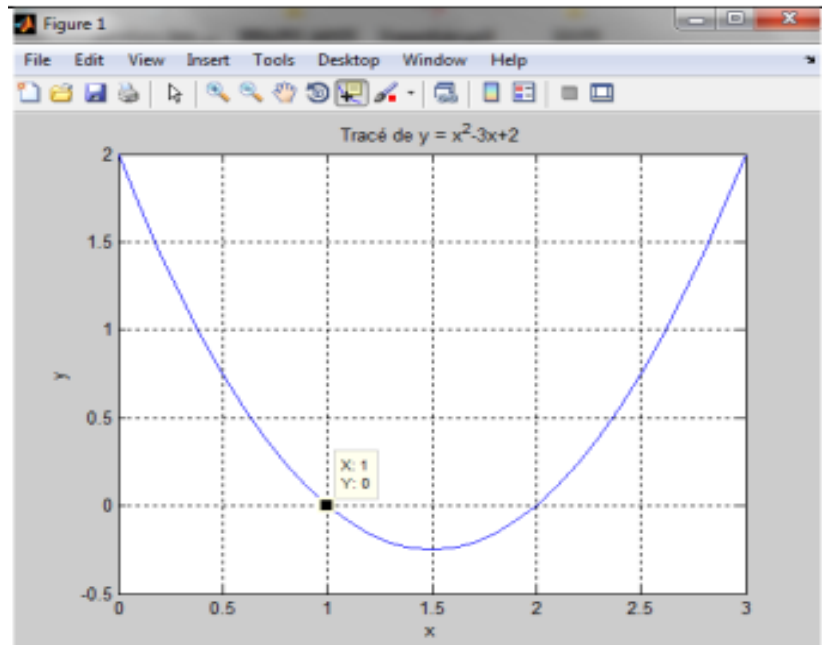 Figure 1
File Edit View Insert Tools Desktop Window Help
Tracé de y = x²-3x+2
2
1.5
1
0.5
0
-0.5
y
X: 1
Y: 0
0 0.5 1 1.5 2 2.5 3
x